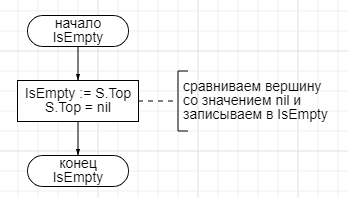 начало
IsEmpty
IsEmpty := S.Top
S.Top = nil
сравниваем вершину
со значением nil и
записываем в IsEmpty
конец
IsEmpty